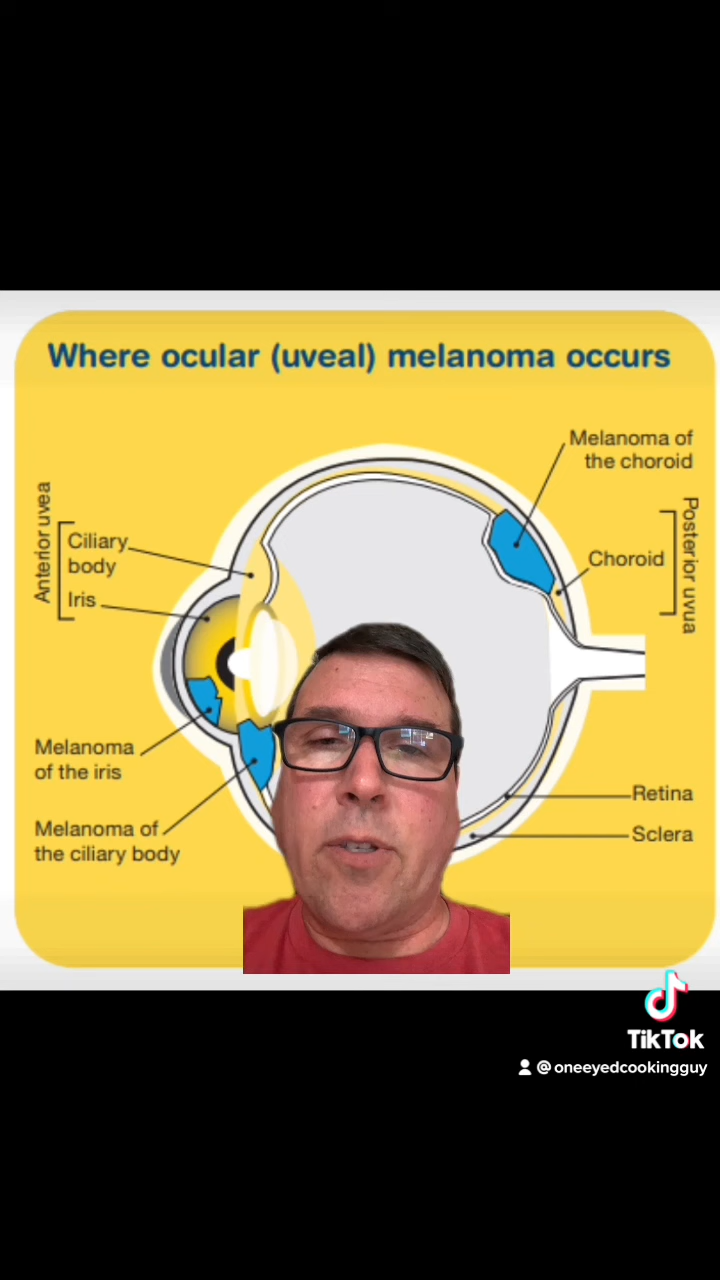 Where ocular (uveal) melanoma occurs
Melanoma of
the choroid
Anterior uvea
Ciliary
body
Iris
Choroid
Posterior uvua
Melanoma
of the iris
Melanoma of
the ciliary body
Retina
Sclera
TikTok
@oneeyedcookingguy